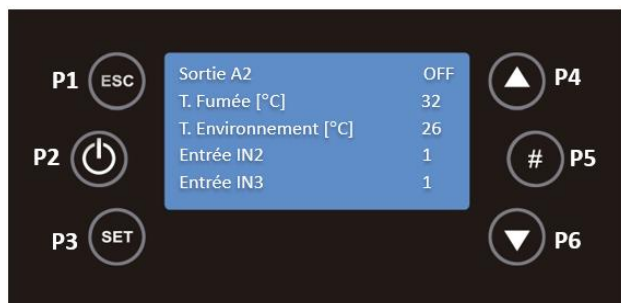 P1 ESC
P2
P3 SET
Sortie A2 OFF
T. Fumée [°C] 32
T. Environnement [°C] 26
Entrée IN2 1
Entrée IN3 1
P4
# P5
P6